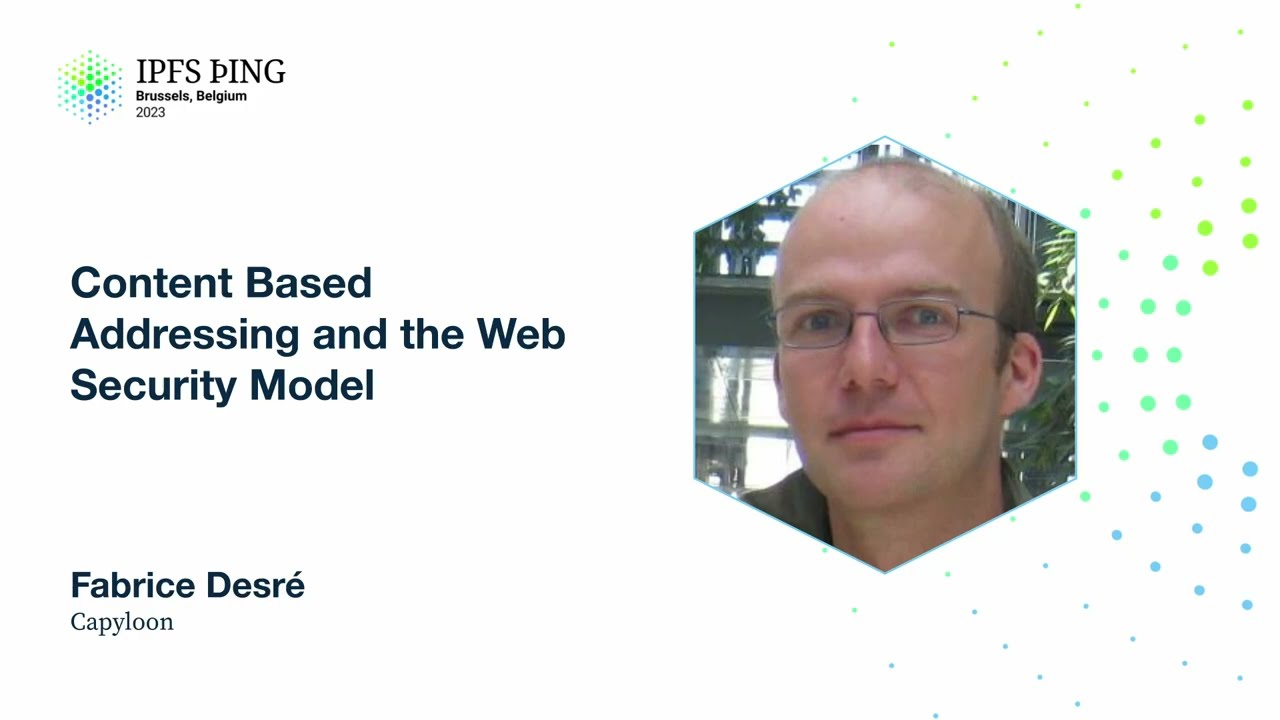 IPFS ÞING
Brussels, Belgium
2023
Content Based
Addressing and the Web
Security Model
Fabrice Desré
Capyloon